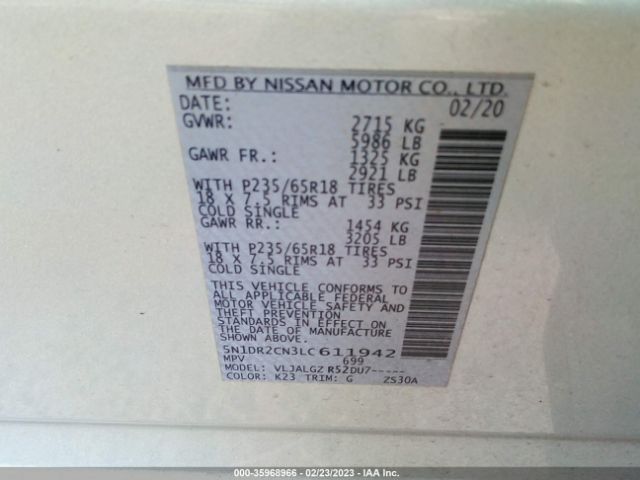 MFD BY NISSAN MOTOR CO., LTD.
DATE: 02/20
GVWR: 2715 KG
5986 LB
GAWR FR.: 1325 KG
2921 LB
WITH P235/65R18 TIRES
18 X 7.5 RIMS AT 33 PSI
COLD SINGLE
GAWR RR.: 1454 KG
3205 LB
WITH P235/65R18 TIRES
18 X 7.5 RIMS AT 33 PSI
COLD SINGLE
THIS VEHICLE CONFORMS TO
ALL APPLICABLE FEDERAL
MOTOR VEHICLE SAFETY AND
THEFT PREVENTION
STANDARDS IN EFFECT ON
THE DATE OF MANUFACTURE
SHOWN ABOVE.
5N1DR2CN3LC611942
MPV 699
MODEL: VLJALGZ R52DU7-----
COLOR: K23 TRIM: G ZS30A
000-35968966 - 02/23/2023 - IAA Inc.